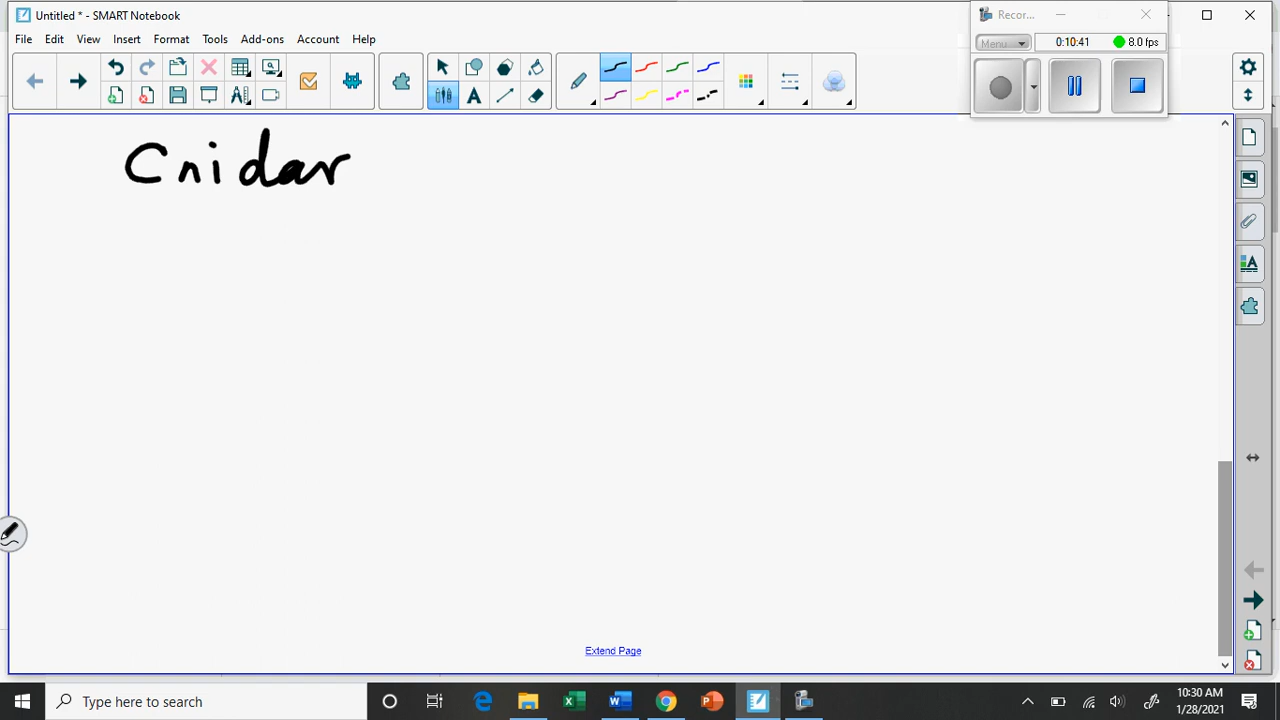 Untitled * - SMART Notebook
Recor...
File Edit View Insert Format Tools Add-ons Account Help
Menu 0:10:41 8.0 fps
Cnidar
Extend Page
Type here to search
10:30 AM
1/28/2021